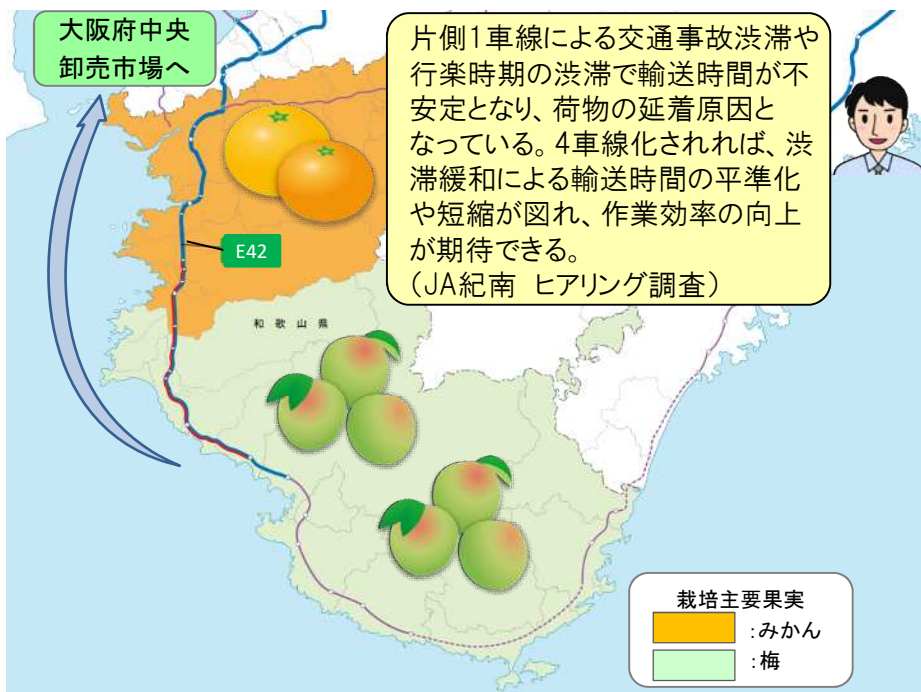 大阪府中央
卸売市場へ
片側1車線による交通事故渋滞や
行楽時期の渋滞で輸送時間が不
安定となり、荷物の延着原因と
なっている。4車線化されれば、渋
滞緩和による輸送時間の平準化
や短縮が図れ、作業効率の向上
が期待できる。
(JA紀南 ヒアリング調査)
E42
和歌山県
栽培主要果実
:みかん
:梅